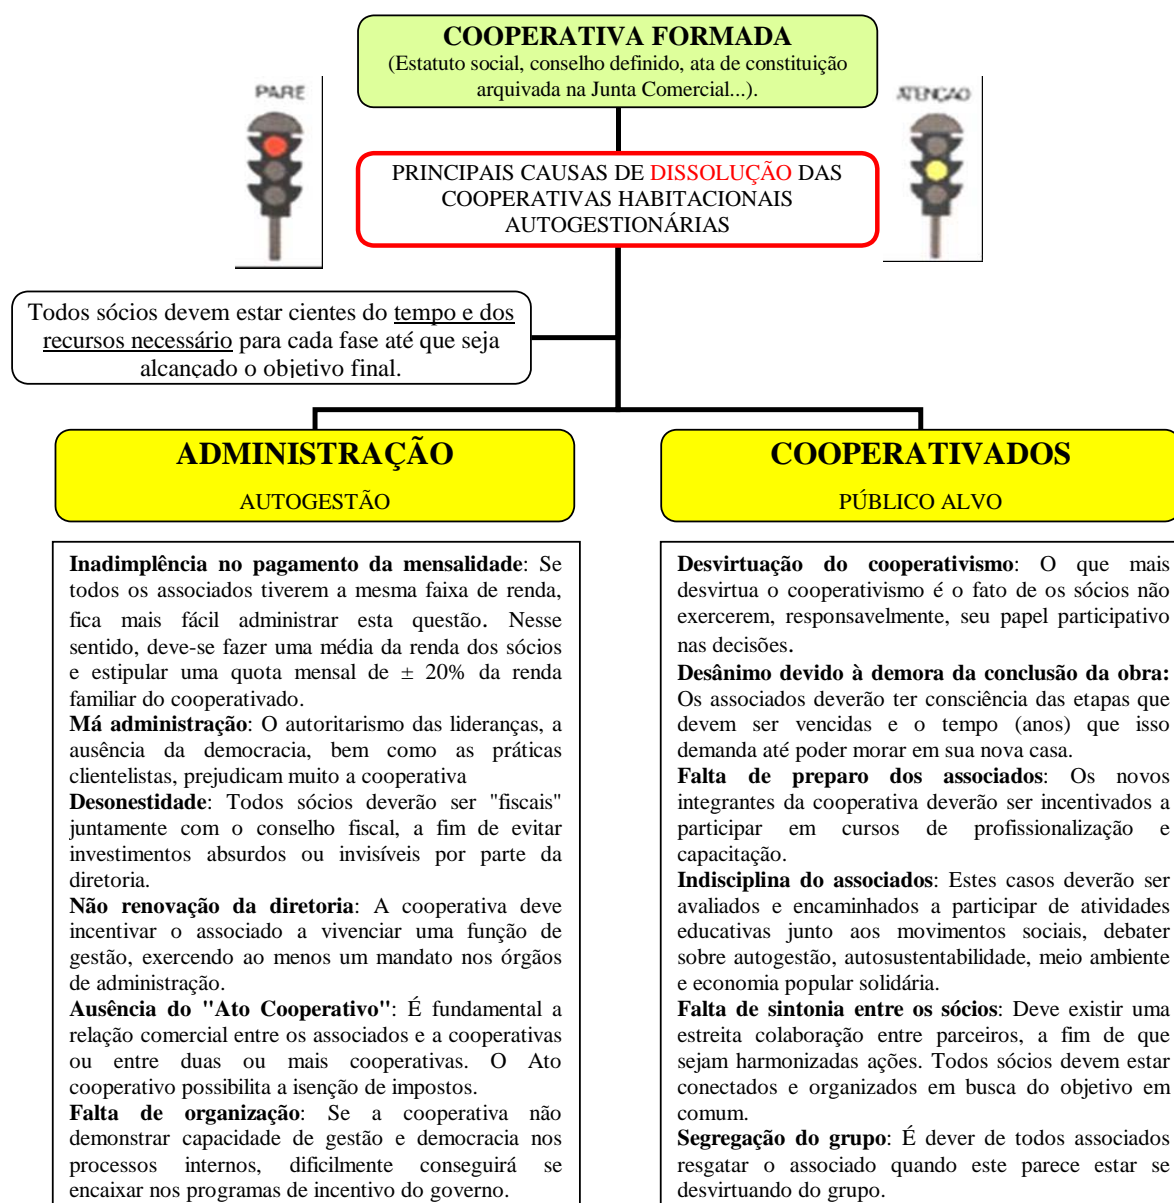 COOPERATIVA FORMADA
(Estatuto social, conselho definido, ata de constituição
arquivada na Junta Comercial...).
PARE
ATENÇAO
PRINCIPAIS CAUSAS DE DISSOLUÇÃO DAS
COOPERATIVAS HABITACIONAIS
AUTOGESTIONÁRIAS
Todos sócios devem estar cientes do tempo e dos
recursos necessário para cada fase até que seja
alcançado o objetivo final.
ADMINISTRAÇÃO
AUTOGESTÃO
Inadimplência no pagamento da mensalidade: Se
todos os associados tiverem a mesma faixa de renda,
fica mais fácil administrar esta questão. Nesse
sentido, deve-se fazer uma média da renda dos sócios
e estipular uma quota mensal de ± 20% da renda
familiar do cooperativado.
Má administração: O autoritarismo das lideranças, a
ausência da democracia, bem como as práticas
clientelistas, prejudicam muito a cooperativa
Desonestidade: Todos sócios deverão ser "fiscais"
juntamente com o conselho fiscal, a fim de evitar
investimentos absurdos ou invisíveis por parte da
diretoria.
Não renovação da diretoria: A cooperativa deve
incentivar o associado a vivenciar uma função de
gestão, exercendo ao menos um mandato nos órgãos
de administração.
Ausência do "Ato Cooperativo": É fundamental a
relação comercial entre os associados e a cooperativas
ou entre duas ou mais cooperativas. O Ato
cooperativo possibilita a isenção de impostos.
Falta de organização: Se a cooperativa não
demonstrar capacidade de gestão e democracia nos
processos internos, dificilmente conseguirá se
encaixar nos programas de incentivo do governo.
COOPERATIVADOS
PÚBLICO ALVO
Desvirtuação do cooperativismo: O que mais
desvirtua o cooperativismo é o fato de os sócios não
exercerem, responsavelmente, seu papel participativo
nas decisões.
Desânimo devido à demora da conclusão da obra:
Os associados deverão ter consciência das etapas que
devem ser vencidas e o tempo (anos) que isso
demanda até poder morar em sua nova casa.
Falta de preparo dos associados: Os novos
integrantes da cooperativa deverão ser incentivados a
participar em cursos de profissionalização e
capacitação.
Indisciplina do associados: Estes casos deverão ser
avaliados e encaminhados a participar de atividades
educativas junto aos movimentos sociais, debater
sobre autogestão, autosustentabilidade, meio ambiente
e economia popular solidária.
Falta de sintonia entre os sócios: Deve existir uma
estreita colaboração entre parceiros, a fim de que
sejam harmonizadas ações. Todos sócios devem estar
conectados e organizados em busca do objetivo em
comum.
Segregação do grupo: É dever de todos associados
resgatar o associado quando este parece estar se
desvirtuando do grupo.